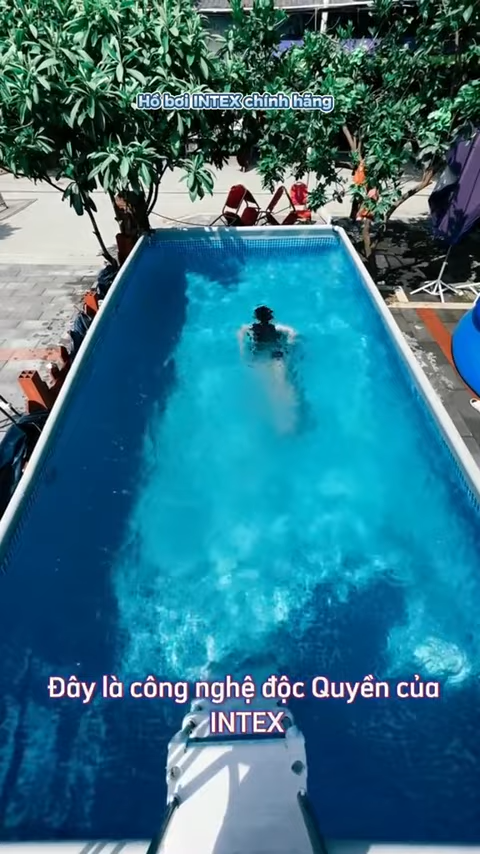 Hồ bơi INTEX chính hãng
Đây là công nghệ độc Quyền của
INTEX